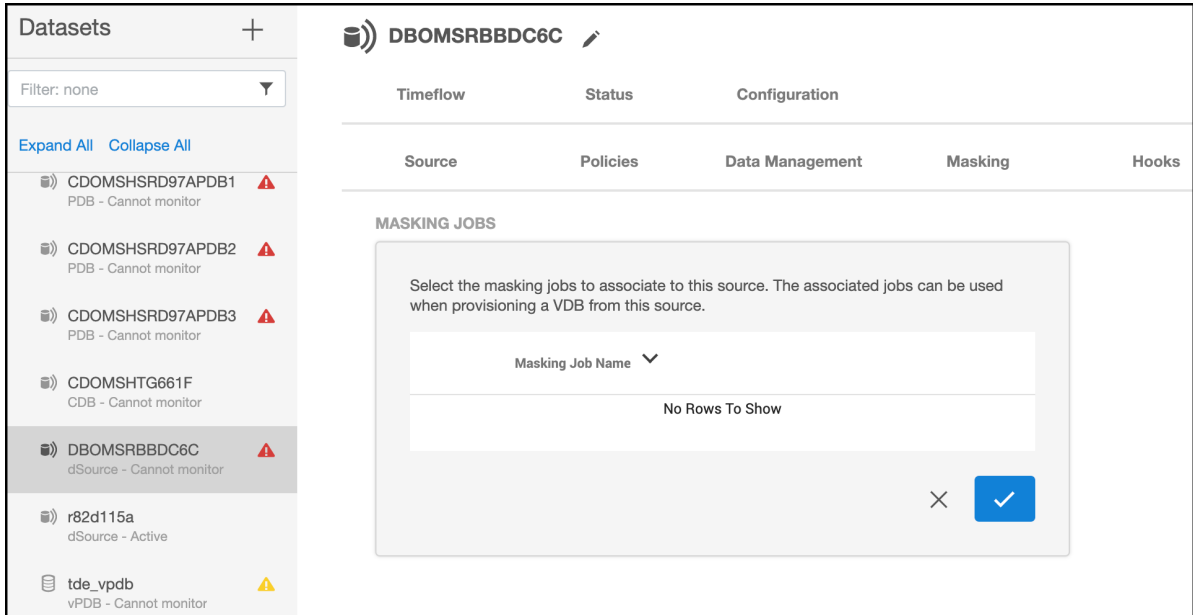 Datasets
Filter: none
Expand All Collapse All
CDOMSHSRD97APDB1
PDB - Cannot monitor
CDOMSHSRD97APDB2
PDB - Cannot monitor
CDOMSHSRD97APDB3
PDB - Cannot monitor
CDOMSHTG661F
CDB - Cannot monitor
DBOMSRBBDC6C
dSource - Cannot monitor
r82d115a
dSource - Active
tde_vpdb
vPDB - Cannot monitor
DBOMSRBBDC6C
Timeflow Status Configuration
Source Policies Data Management Masking Hooks
MASKING JOBS
Select the masking jobs to associate to this source. The associated jobs can be used
when provisioning a VDB from this source.
Masking Job Name
No Rows To Show